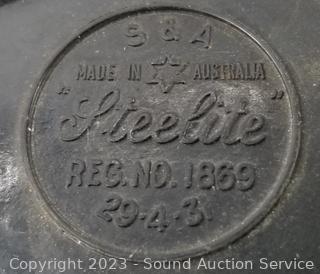 S & A
MADE IN AUSTRALIA
"Steelite"
REG. NO. 1869
29-4-3.
Copyright 2023 - Sound Auction Service